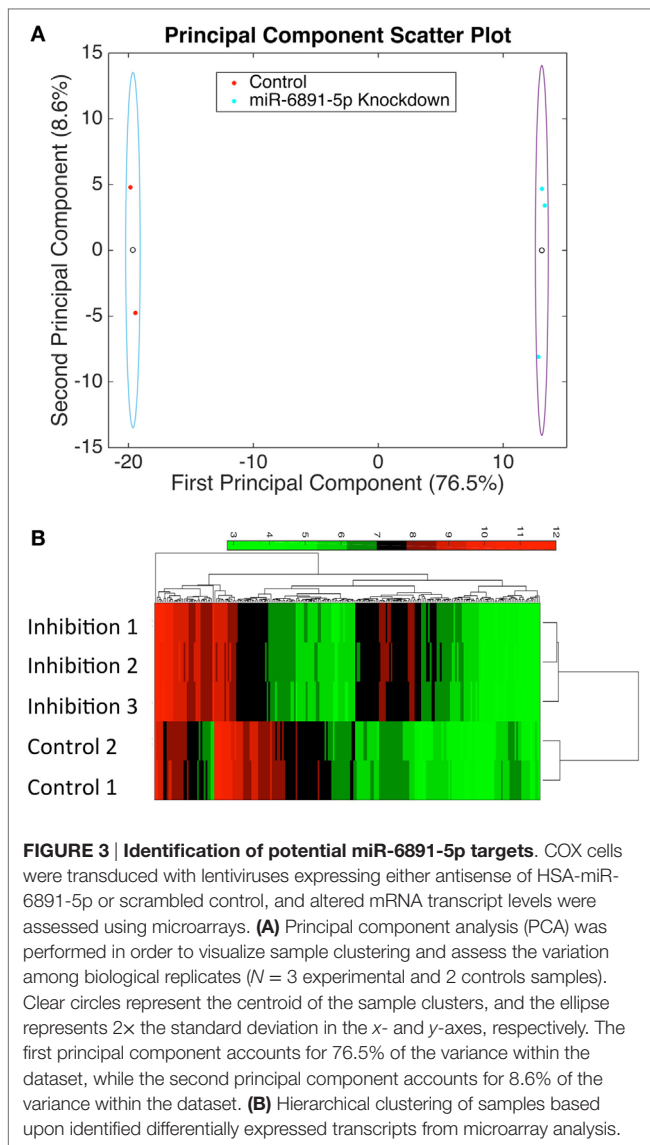 A
Principal Component Scatter Plot
Control
miR-6891-5p Knockdown
Second Principal Component (8.6%)
15
10
5
0
-5
-10
-15
-20
-10
0
10
First Principal Component (76.5%)
B
3 4 5 6 7 8 9 10 11 12
Inhibition 1
Inhibition 2
Inhibition 3
Control 2
Control 1
FIGURE 3 | Identification of potential miR-6891-5p targets. COX cells
were transduced with lentiviruses expressing either antisense of HSA-miR-
6891-5p or scrambled control, and altered mRNA transcript levels were
assessed using microarrays. (A) Principal component analysis (PCA) was
performed in order to visualize sample clustering and assess the variation
among biological replicates (N = 3 experimental and 2 controls samples).
Clear circles represent the centroid of the sample clusters, and the ellipse
represents 2× the standard deviation in the x- and y-axes, respectively. The
first principal component accounts for 76.5% of the variance within the
dataset, while the second principal component accounts for 8.6% of the
variance within the dataset. (B) Hierarchical clustering of samples based
upon identified differentially expressed transcripts from microarray analysis.